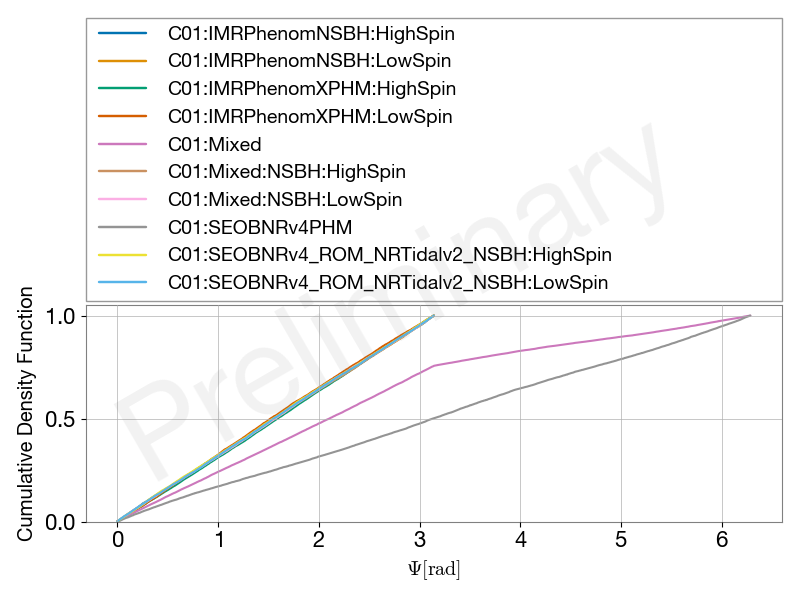 C01:IMRPhenomNSBH:HighSpin
C01:IMRPhenomNSBH:LowSpin
C01:IMRPhenomXPHM:HighSpin
C01:IMRPhenomXPHM:LowSpin
C01:Mixed
C01:Mixed:NSBH:HighSpin
C01:Mixed:NSBH:LowSpin
C01:SEOBNRv4PHM
C01:SEOBNRv4_ROM_NRTidalv2_NSBH:HighSpin
C01:SEOBNRv4_ROM_NRTidalv2_NSBH:LowSpin
Preliminary
Cumulative Density Function
1.0
0.5
0.0
0 1 2 3 4 5 6
Ψ[rad]